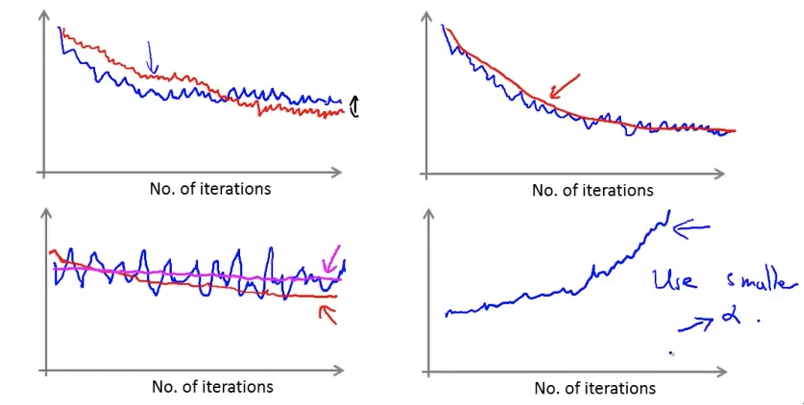 No. of iterations
No. of iterations
Use smaller
α.
No. of iterations
No. of iterations